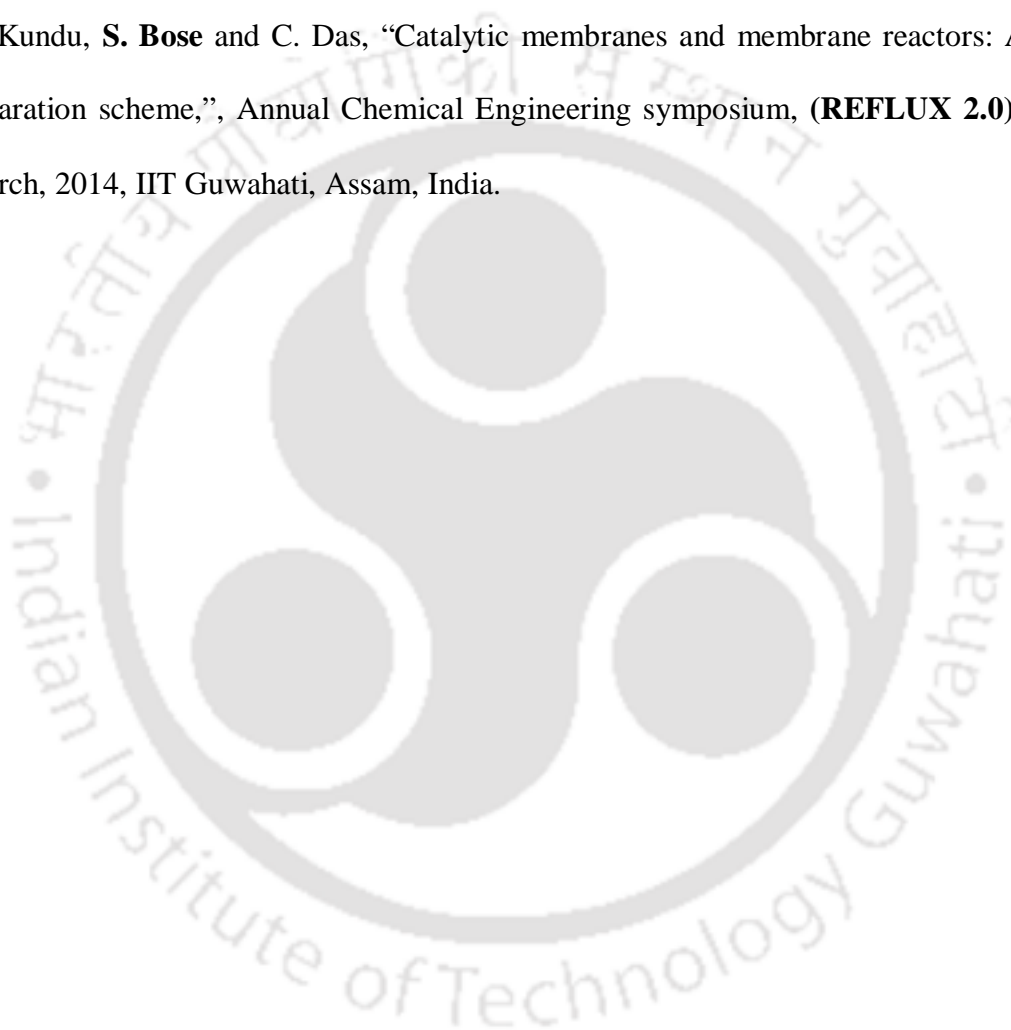 Kundu, S. Bose and C. Das, “Catalytic membranes and membrane reactors:
aration scheme,”, Annual Chemical Engineering symposium, (REFLUX 2.0)
rch, 2014, IIT Guwahati, Assam, India.
भारतीय प्रौद्योगिकी संस्थान गुवाहाटी
Indian Institute of Technology Guwahati